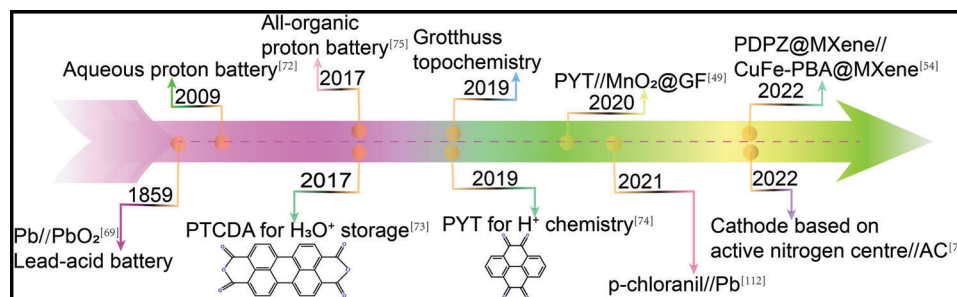 All-organic
proton battery[75]
2017
Aqueous proton battery[72]
2009
Grotthuss
topochemistry
2019
PYT//MnO₂@GF[49]
2020
PDPZ@MXene//
CuFe-PBA@MXene[54]
2022
1859
Pb//PbO₂[69]
Lead-acid battery
2017
PTCDA for H₃O⁺ storage[73]
2019
PYT for H⁺ chemistry[74]
2021
p-chloranil//Pb[112]
2022
Cathode based on
active nitrogen centre//AC[7